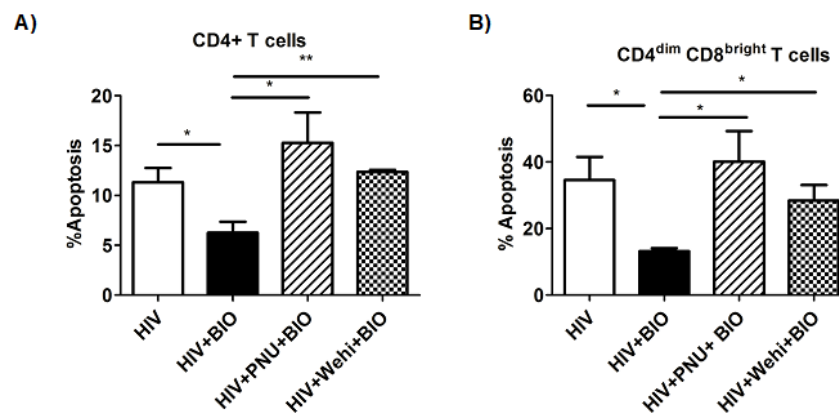 A)
CD4+ T cells
**
*
*
%Apoptosis
20
15
10
5
0
HIV
HIV+BIO
HIV+PNU+BIO
HIV+Wehi+BIO
B)
CD4dim CD8bright T cells
*
*
*
% Apoptosis
60
40
20
0
HIV
HIV+BIO
HIV+PNU+ BIO
HIV+Wehi+BIO